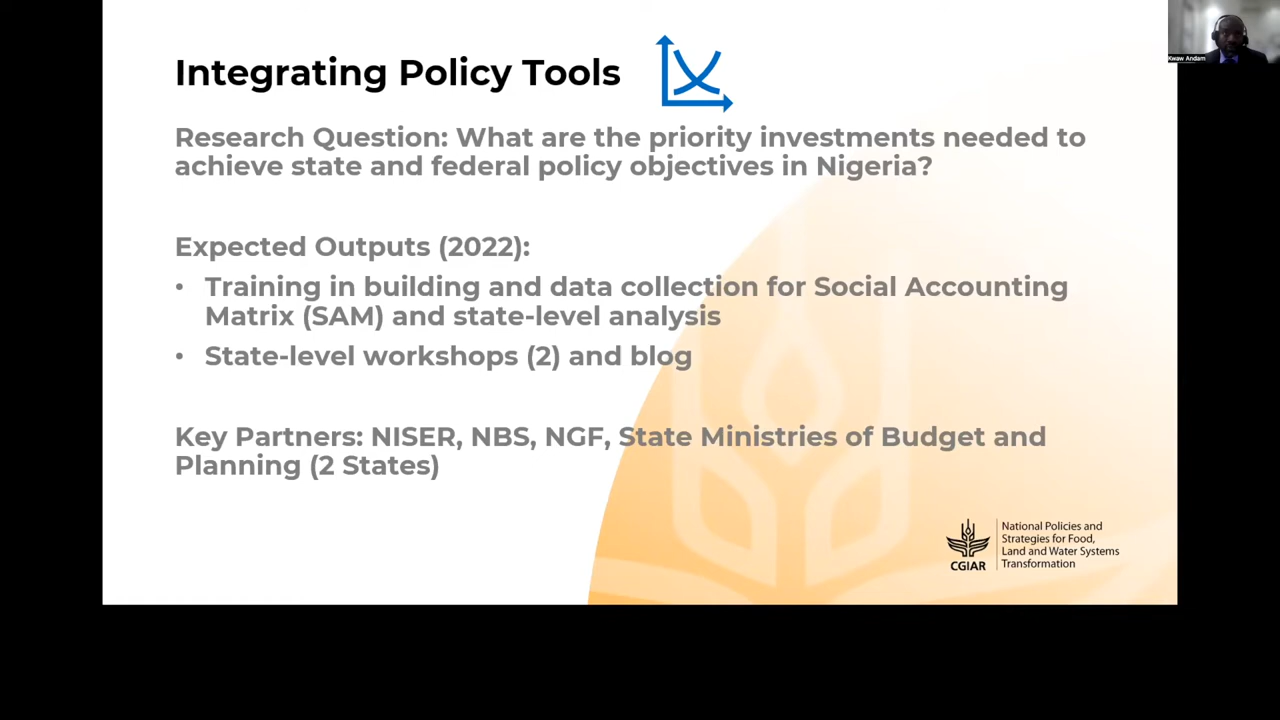 Integrating Policy Tools
Kwaw Andam
Research Question: What are the priority investments needed to
achieve state and federal policy objectives in Nigeria?
Expected Outputs (2022):
• Training in building and data collection for Social Accounting
Matrix (SAM) and state-level analysis
• State-level workshops (2) and blog
Key Partners: NISER, NBS, NGF, State Ministries of Budget and
Planning (2 States)
CGIAR
National Policies and
Strategies for Food,
Land and Water Systems
Transformation